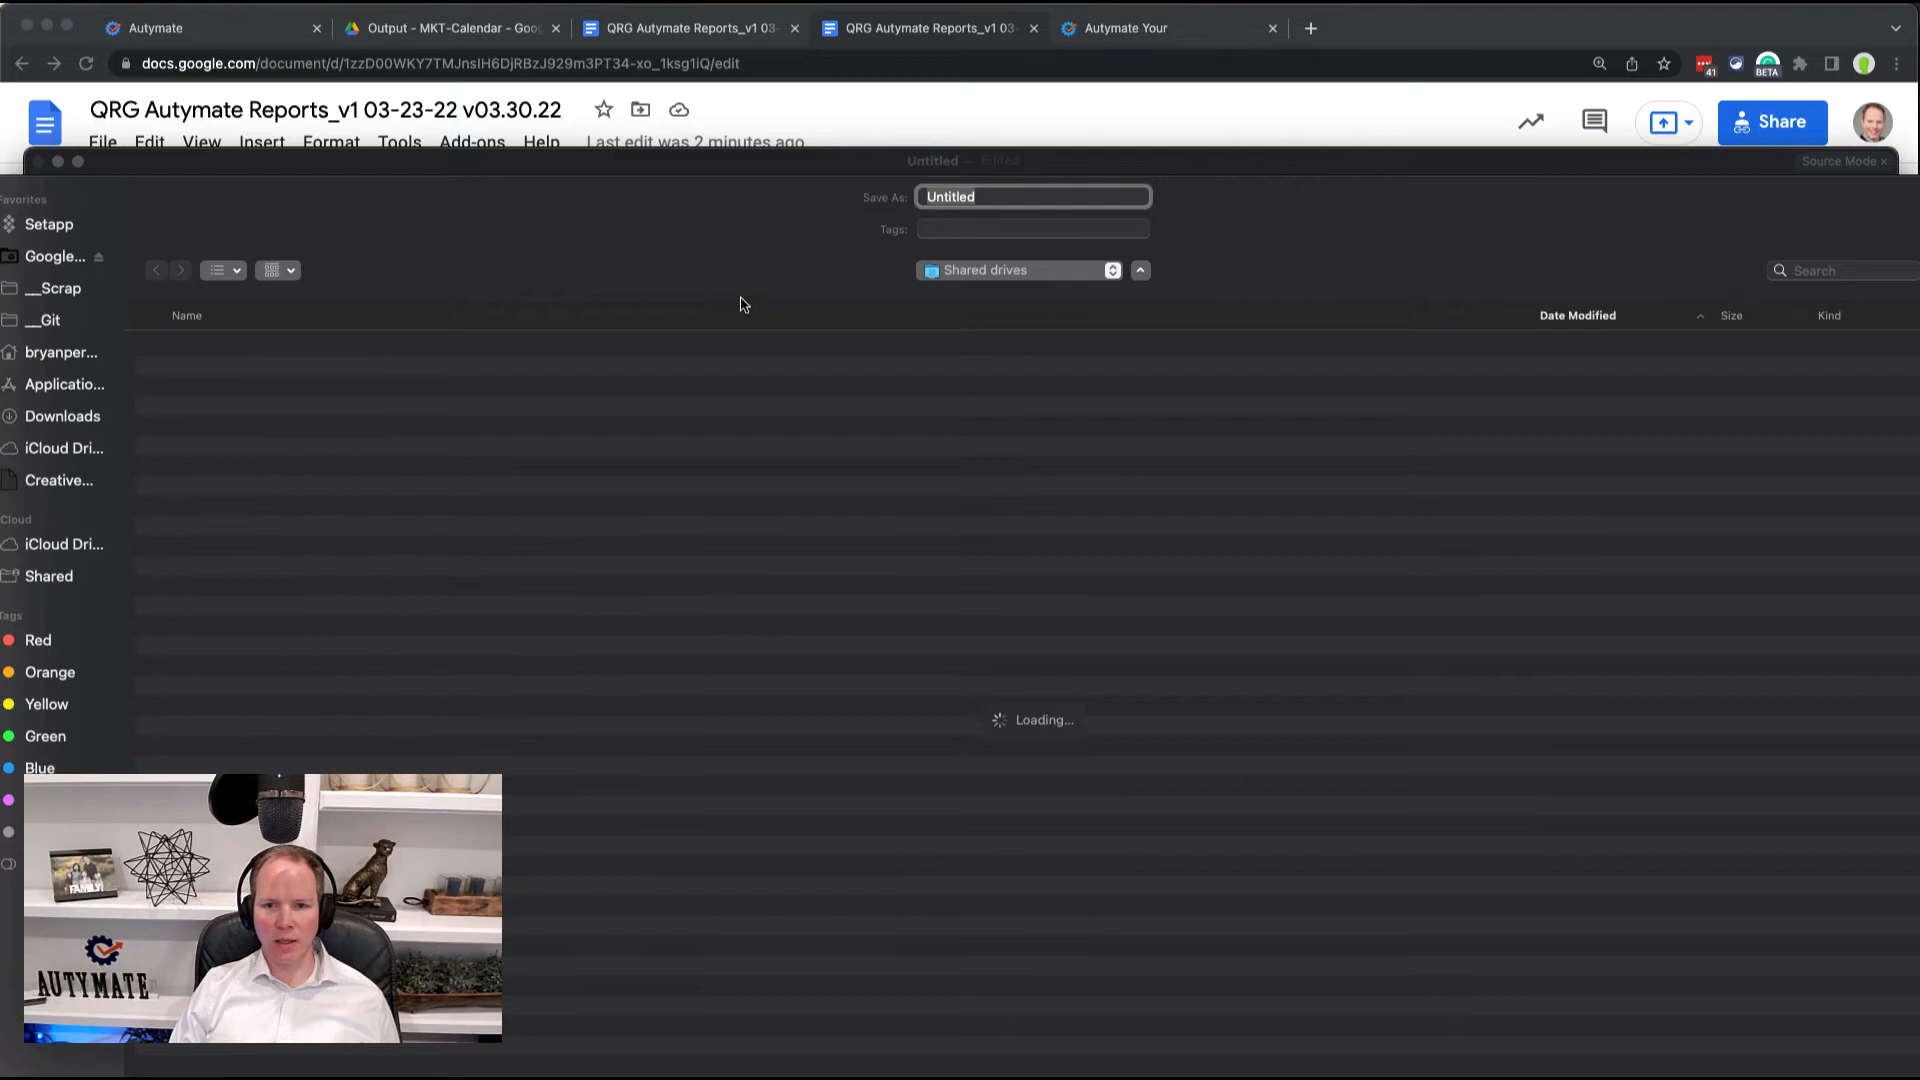 Autymate
Output - MKT-Calendar - Goo
QRG Autymate Reports_v1 03-
QRG Autymate Reports_v1 03-
Autymate Your
docs.google.com/document/d/1zzD00WKY7TMJnsIH6DjRBzJ929m3PT34-xo_1ksg1iQ/edit
41
BETA
QRG Autymate Reports_v1 03-23-22 v03.30.22
Share
File Edit View Insert Format Tools Add-ons Help Last edit was 2 minutes ago
Untitled — Edited
Source Mode ×
Favorites
Save As: Untitled
Setapp
Tags:
Google...
Shared drives
Search
__Scrap
Name
Date Modified
Size
Kind
__Git
bryanper...
Applicatio...
Downloads
iCloud Dri...
Creative...
Cloud
iCloud Dri...
Shared
Tags
Red
Orange
Yellow
Loading...
Green
Blue
FAMILY
AUTYMATE